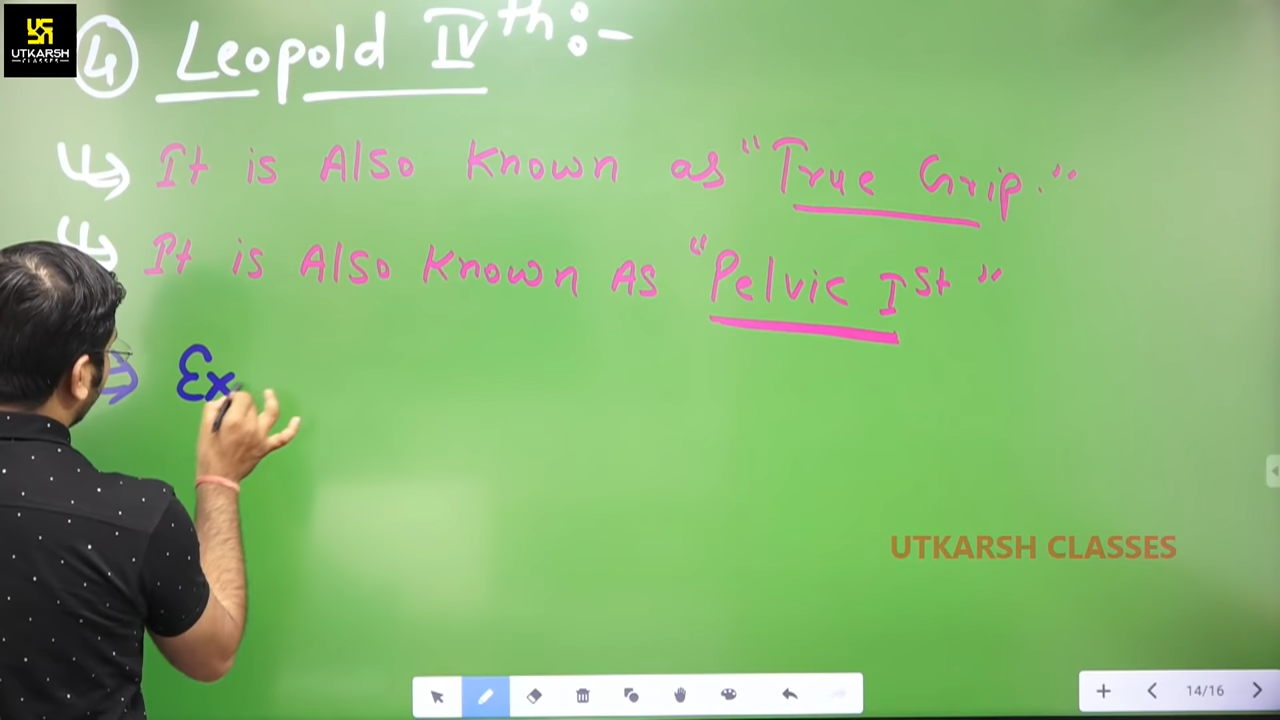 UTKARSH
CLASSES
4 Leopold IVth :-
It is Also Known as "True Grip."
It is Also Known As "Pelvic Ist"
Ex
UTKARSH CLASSES
14/16